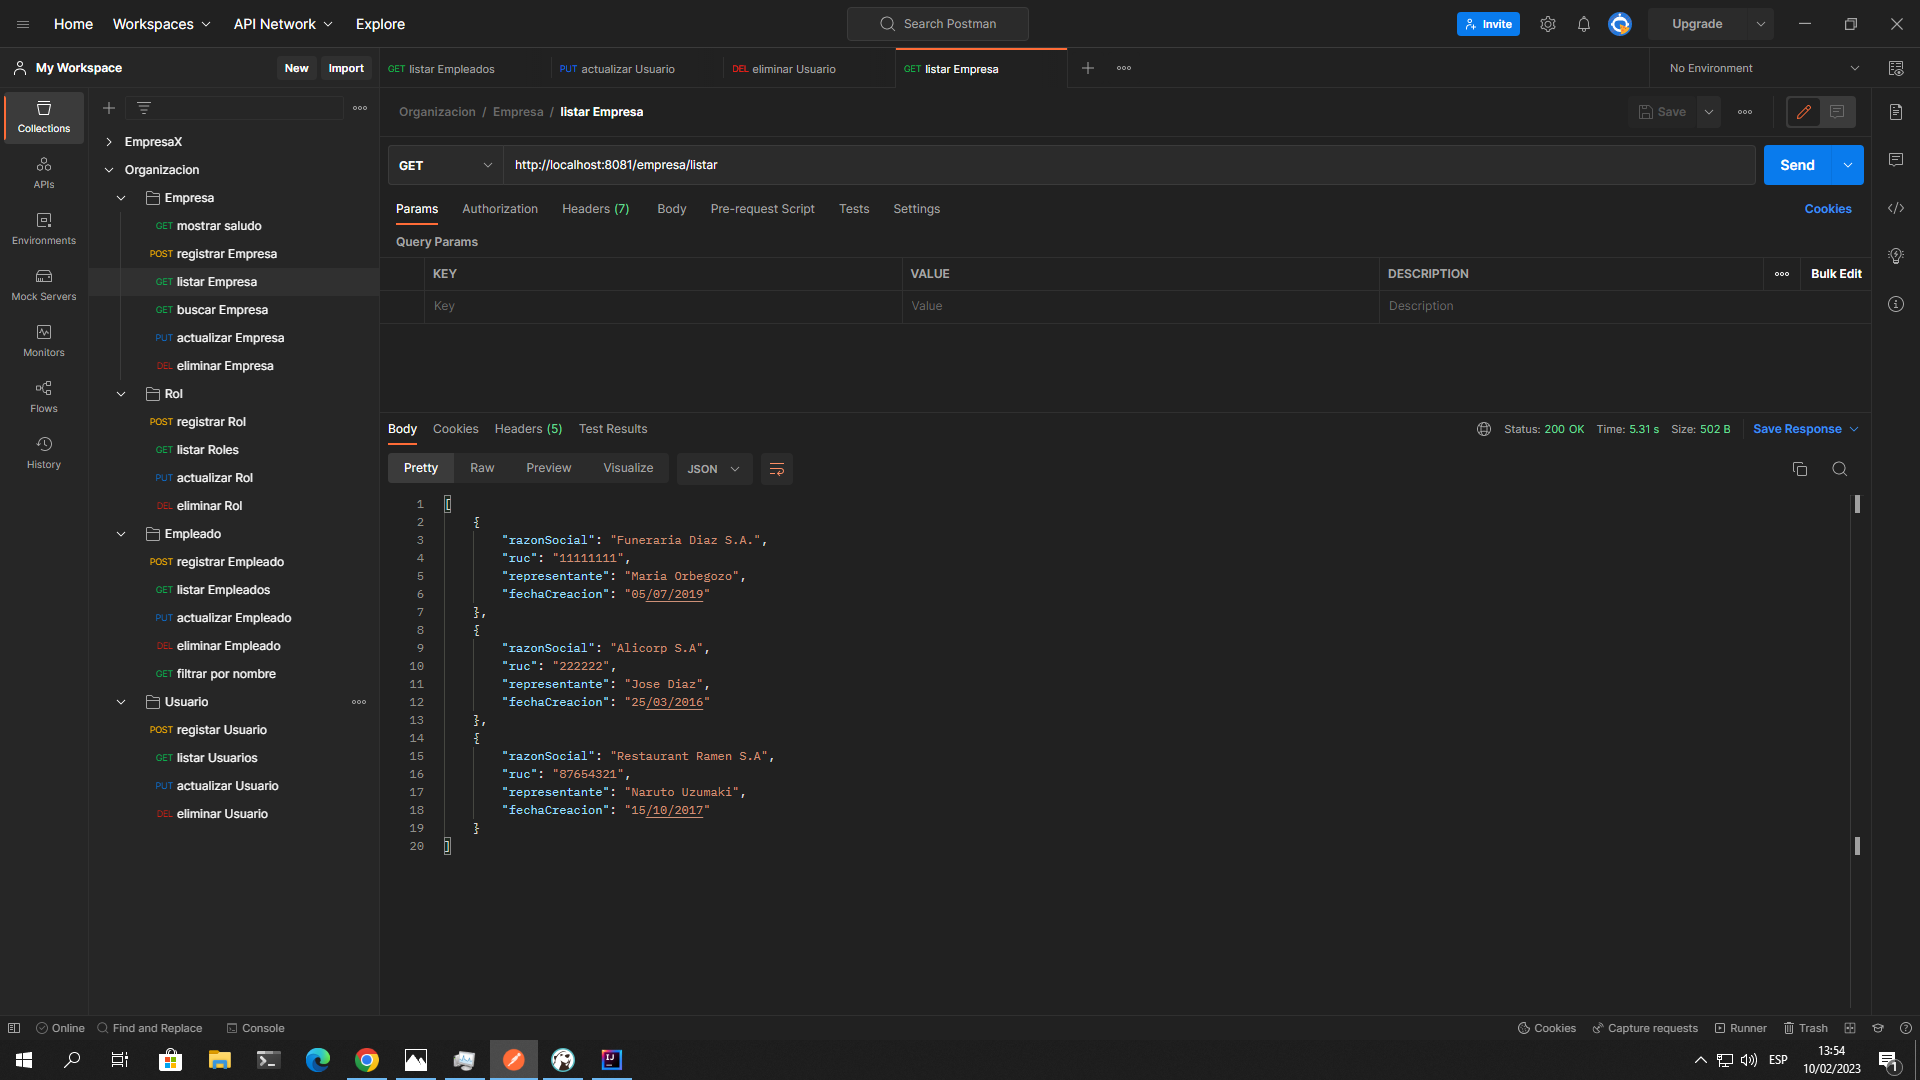 Home Workspaces API Network Explore Search Postman Invite Upgrade
My Workspace New Import
GET listar Empleados PUT actualizar Usuario DEL eliminar Usuario GET listar Empresa No Environment
Collections
APIs
Environments
Mock Servers
Monitors
Flows
History
EmpresaX
Organizacion
Empresa
GET mostrar saludo
POST registrar Empresa
GET listar Empresa
GET buscar Empresa
PUT actualizar Empresa
DEL eliminar Empresa
Rol
POST registrar Rol
GET listar Roles
PUT actualizar Rol
DEL eliminar Rol
Empleado
POST registrar Empleado
GET listar Empleados
PUT actualizar Empleado
DEL eliminar Empleado
GET filtrar por nombre
Usuario
POST registar Usuario
GET listar Usuarios
PUT actualizar Usuario
DEL eliminar Usuario
Organizacion / Empresa / listar Empresa Save
GET http://localhost:8081/empresa/listar Send
Params Authorization Headers (7) Body Pre-request Script Tests Settings Cookies
Query Params
KEY VALUE DESCRIPTION Bulk Edit
Key Value Description
Body Cookies Headers (5) Test Results Status: 200 OK Time: 5.31 s Size: 502 B Save Response
Pretty Raw Preview Visualize JSON
1 [
2 {
3 "razonSocial": "Funeraria Diaz S.A.",
4 "ruc": "11111111",
5 "representante": "Maria Orbegozo",
6 "fechaCreacion": "05/07/2019"
7 },
8 {
9 "razonSocial": "Alicorp S.A",
10 "ruc": "222222",
11 "representante": "Jose Diaz",
12 "fechaCreacion": "25/03/2016"
13 },
14 {
15 "razonSocial": "Restaurant Ramen S.A",
16 "ruc": "87654321",
17 "representante": "Naruto Uzumaki",
18 "fechaCreacion": "15/10/2017"
19 }
20 ]
Online Find and Replace Console Cookies Capture requests Runner Trash
ESP
13:54
10/02/2023
1